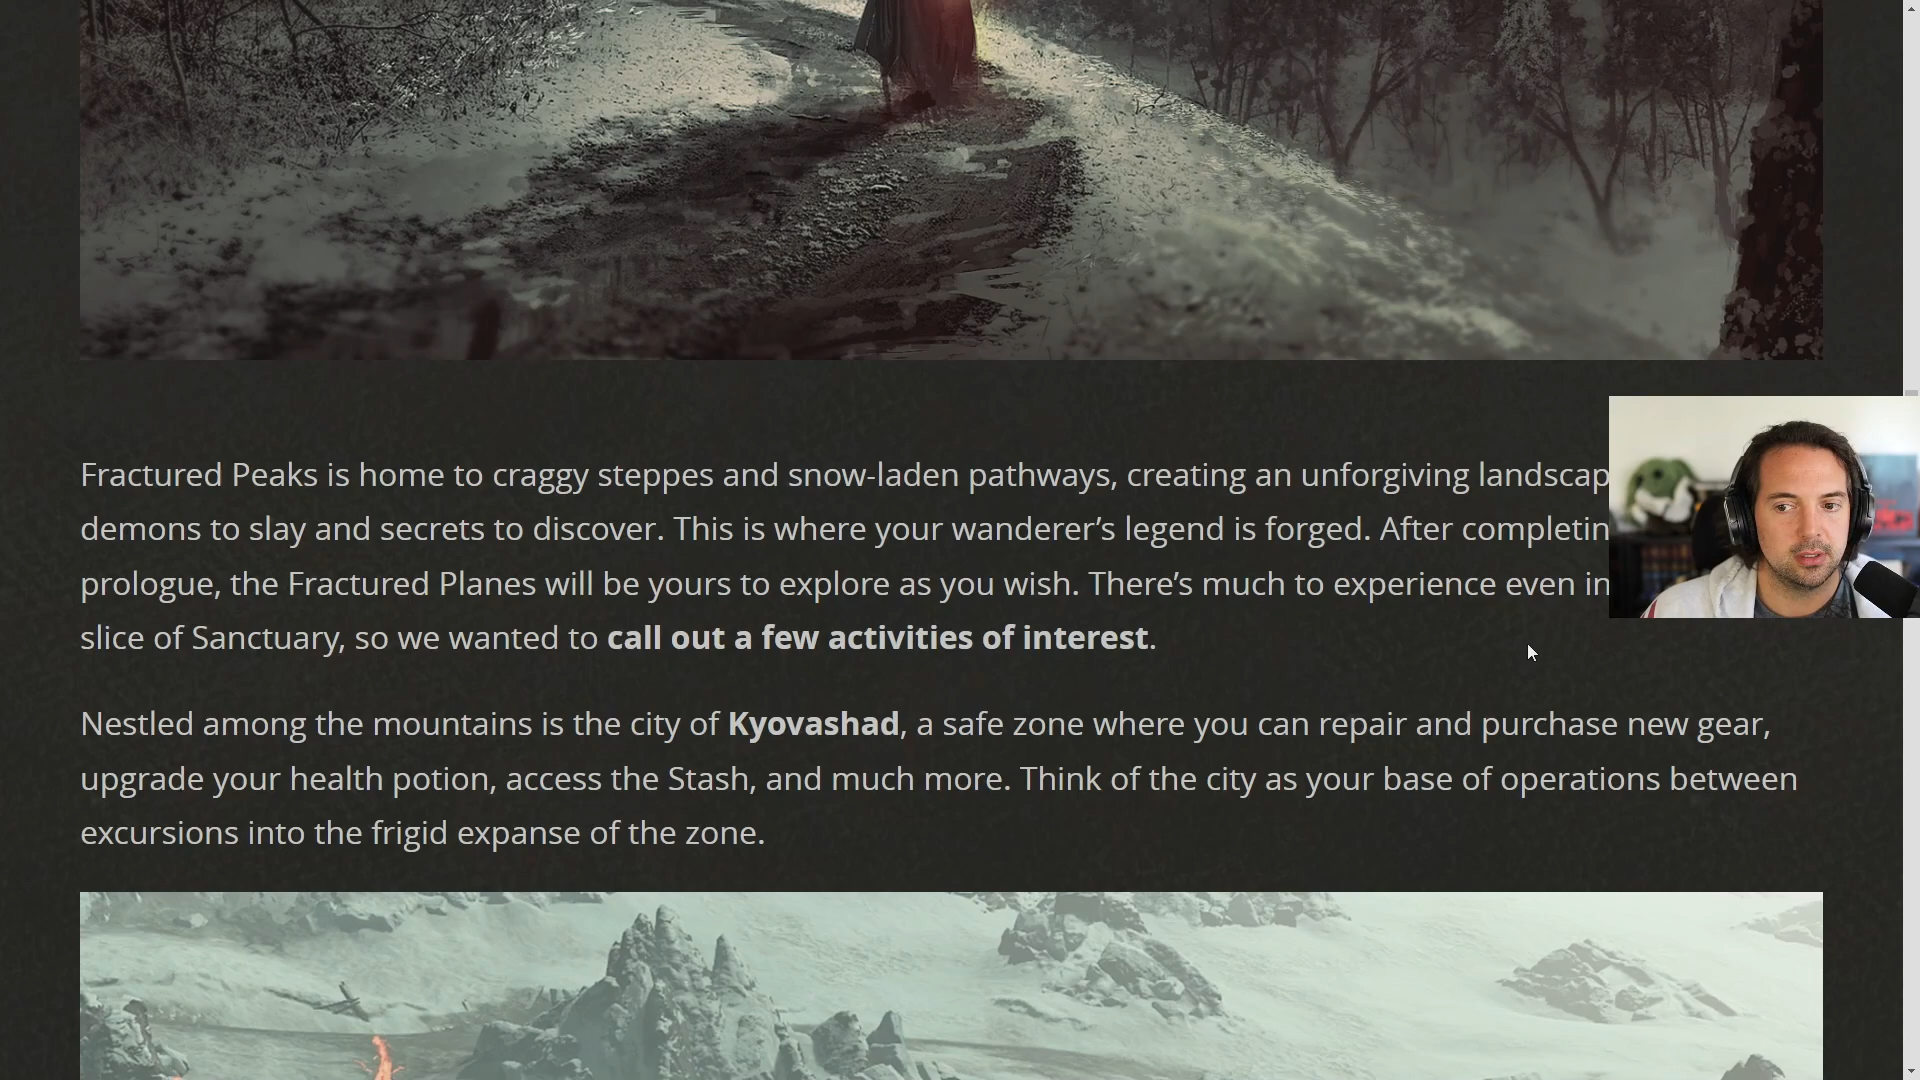 Fractured Peaks is home to craggy steppes and snow-laden pathways, creating an unforgiving
demons to slay and secrets to discover. This is where your wanderer’s legend is forged. After
prologue, the Fractured Planes will be yours to explore as you wish. There’s much to experience even in
slice of Sanctuary, so we wanted to call out a few activities of interest.
Nestled among the mountains is the city of Kyovashad, a safe zone where you can repair and purchase new gear,
upgrade your health potion, access the Stash, and much more. Think of the city as your base of operations between
excursions into the frigid expanse of the zone.